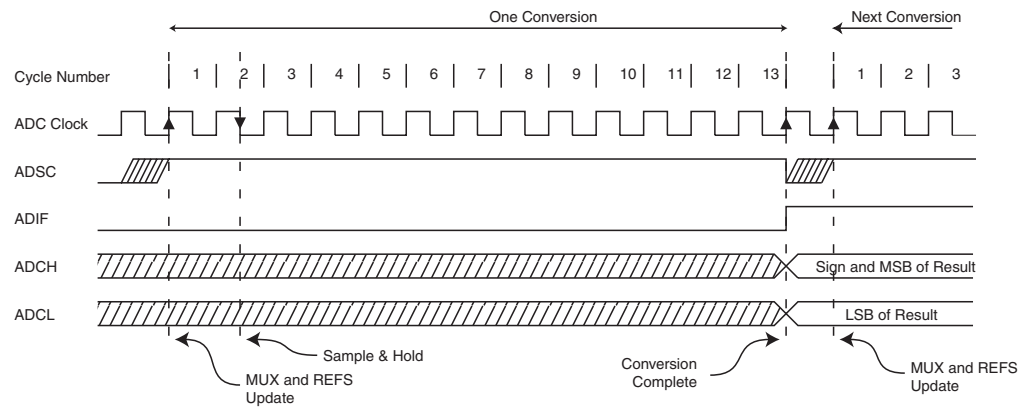 One Conversion
Next Conversion
Cycle Number 1 2 3 4 5 6 7 8 9 10 11 12 13 1 2 3
ADC Clock
ADSC
ADIF
ADCH
Sign and MSB of Result
ADCL
LSB of Result
Sample & Hold
MUX and REFS
Update
Conversion
Complete
MUX and REFS
Update